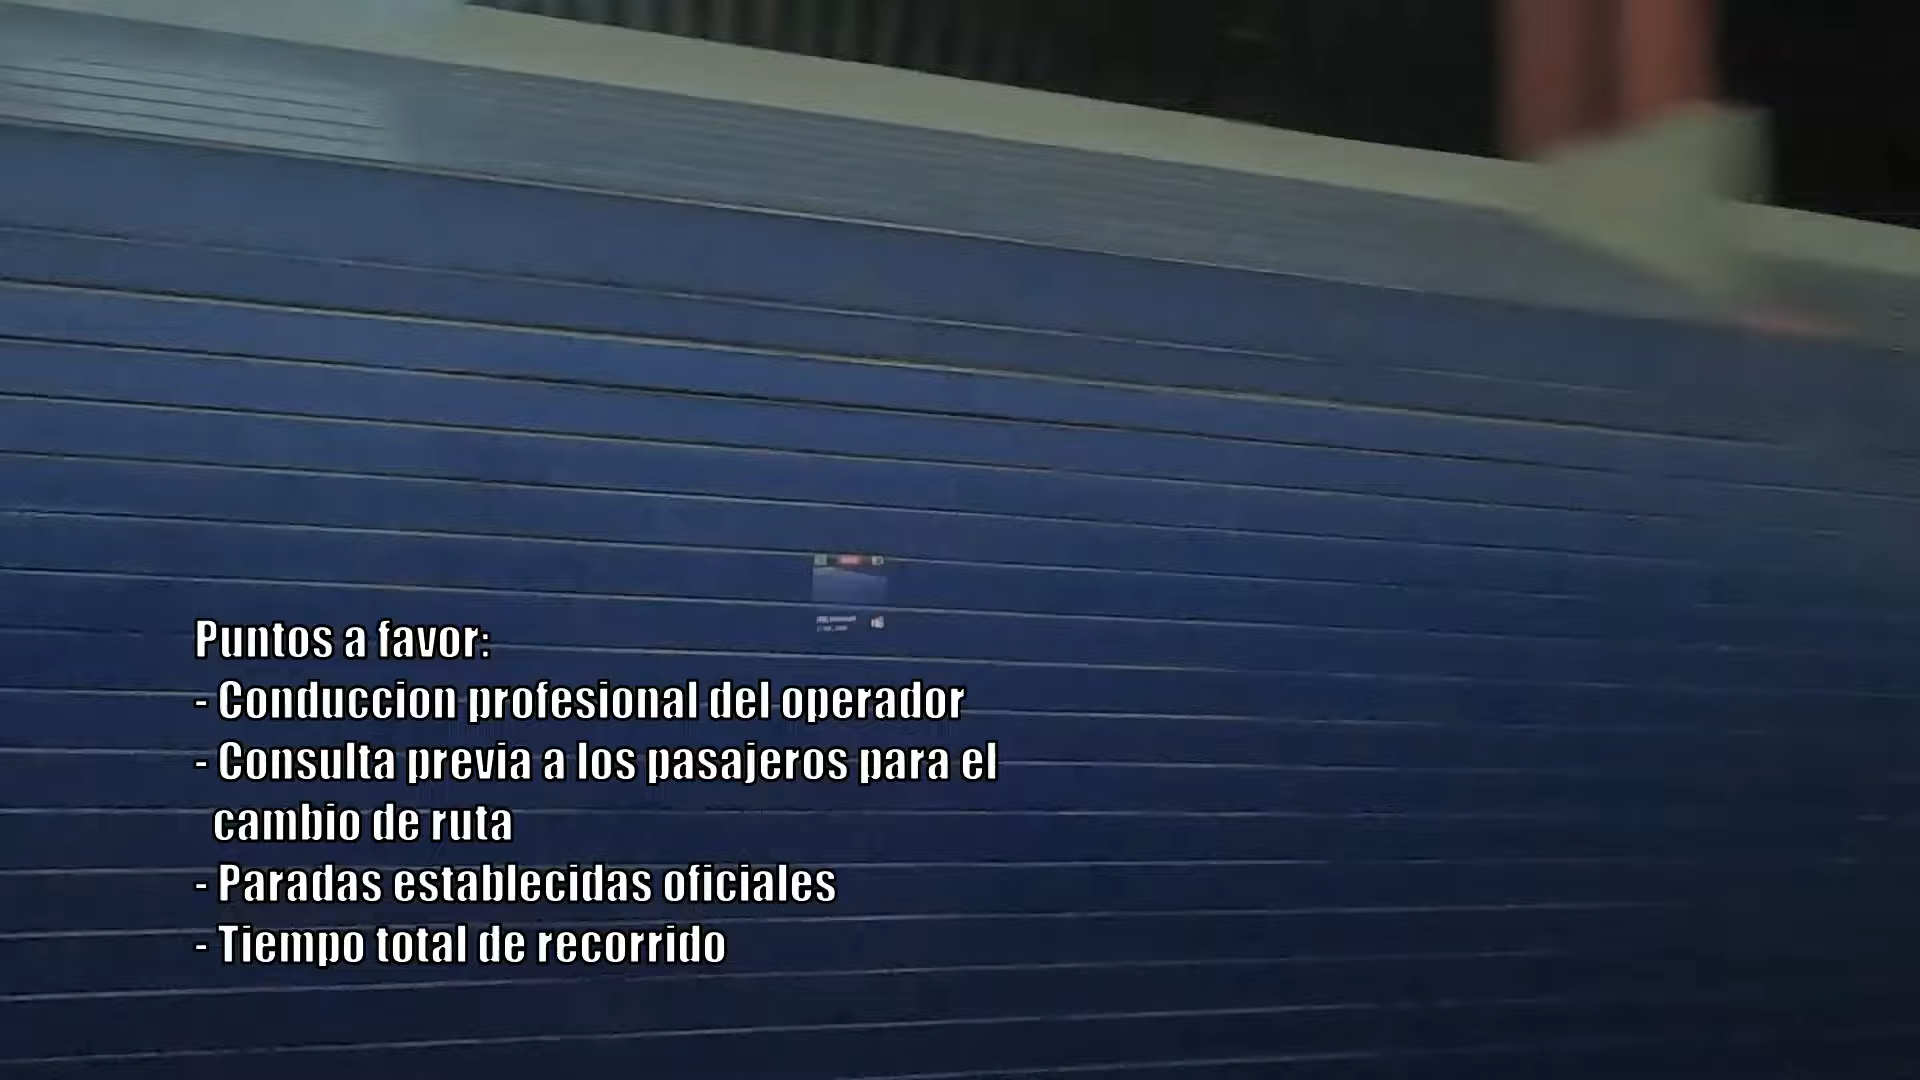 Puntos a favor:
- Conduccion profesional del operador
- Consulta previa a los pasajeros para el
cambio de ruta
- Paradas establecidas oficiales
- Tiempo total de recorrido